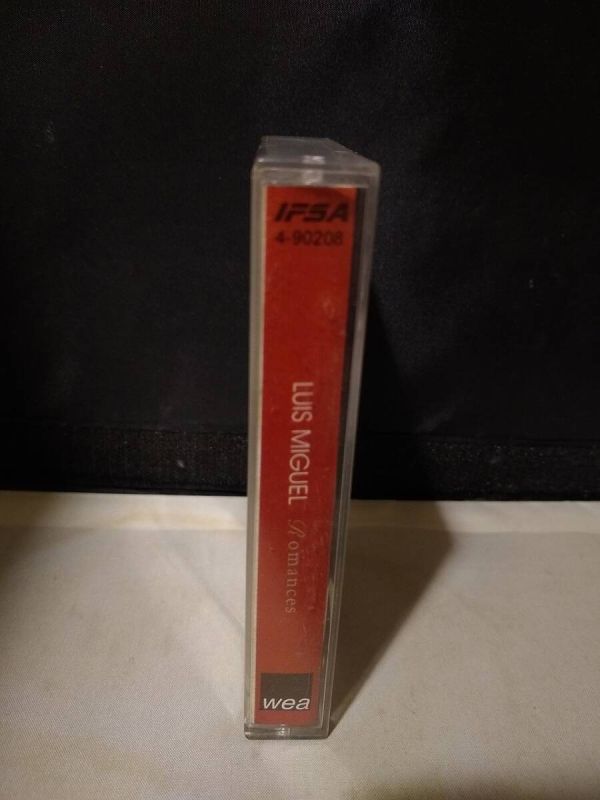 IFSA
4-90208
LUIS MIGUEL Romances
wea